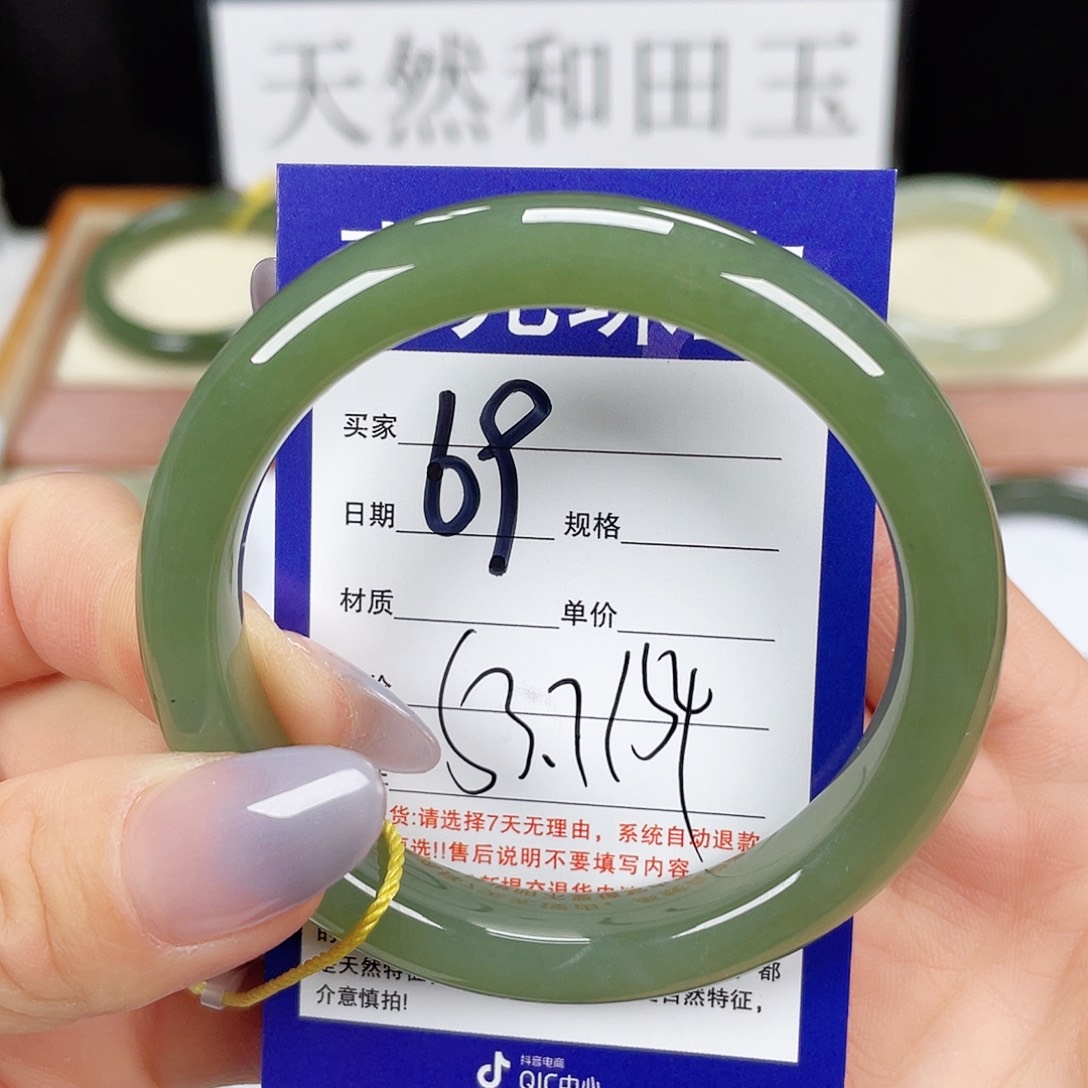 天然和田玉
买家
69
日期 规格
材质 单价
53.7/54
货:请选择7天无理由，系统自动退款
选!!售后说明不要填写内容
天然特征 都
自然特征，
介意慎拍!
抖音电商
QIC中心